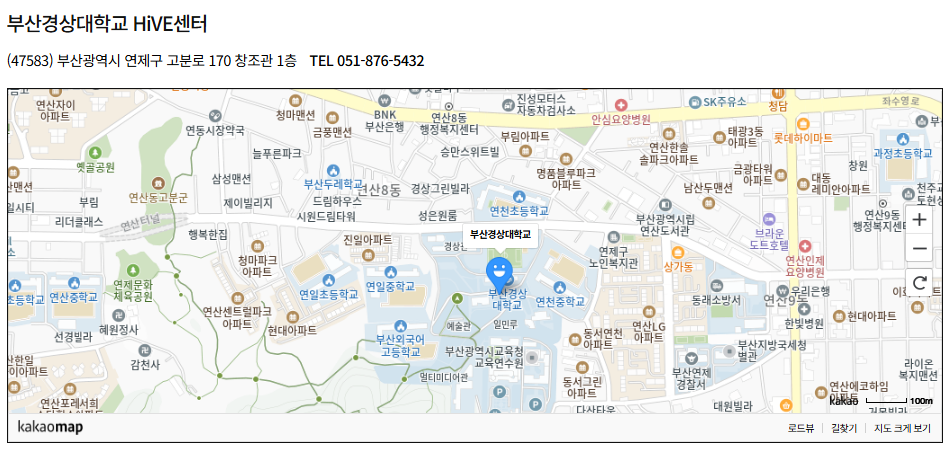 부산경상대학교 HiVE센터
(47583) 부산광역시 연제구 고분로 170 창조관 1층 TEL 051-876-5432
연산자이
아파트
연동시장약국
청마맨션
금풍맨션
BNK
부산은행
연산8동
행정복지센터
진성모터스
자동차검사소
안심요양병원
SK주유소
청담
좌수영로
옛골공원
늘푸른파크
부산두레학교
승만스위트빌
부림아파트
명품블루파크
아파트
연산한솔
솔파크아파트
태광3동
아파트
롯데하이마트
과정초등학교
연산동고분군
삼성맨션
연산8동
드림하우스
경상그린빌라
연천초등학교
남산두맨션
금광타워
아파트
대동
레미안아파트
창원
부림
리더클래스
연산터널
제이빌리지
시원드림타워
성은원룸
부산광역시립
연산도서관
브라운
도트호텔
연산9동
행정복지센터
행복한집
진일아파트
부산경상대학교
연제구
노인복지관
상가동
연산인제
요양병원
청마맨션
아파트
연제문화
체육공원
연산중학교
연일초등학교
연일중학교
부산경상
대학교
연천중학교
동래소방서
우리은행
연산9동
한빛병원
연산센트럴파크
아파트
현대아파트
혜원정사
선경빌라
부산외국어
고등학교
예술관
일민루
동서연천
아파트
연산LG
아파트
현대아파트
감천사
부산광역시교육청
교육연수원
멀티미디어관
동서그린
아파트
부산연제
경찰서
부산지방국세청
별관
라이온
복지맨션
연산포레서희
다산타운
대원빌라
연산에코하임
아파트
kakao
100m
kakaomap
로드뷰
길찾기
지도 크게 보기